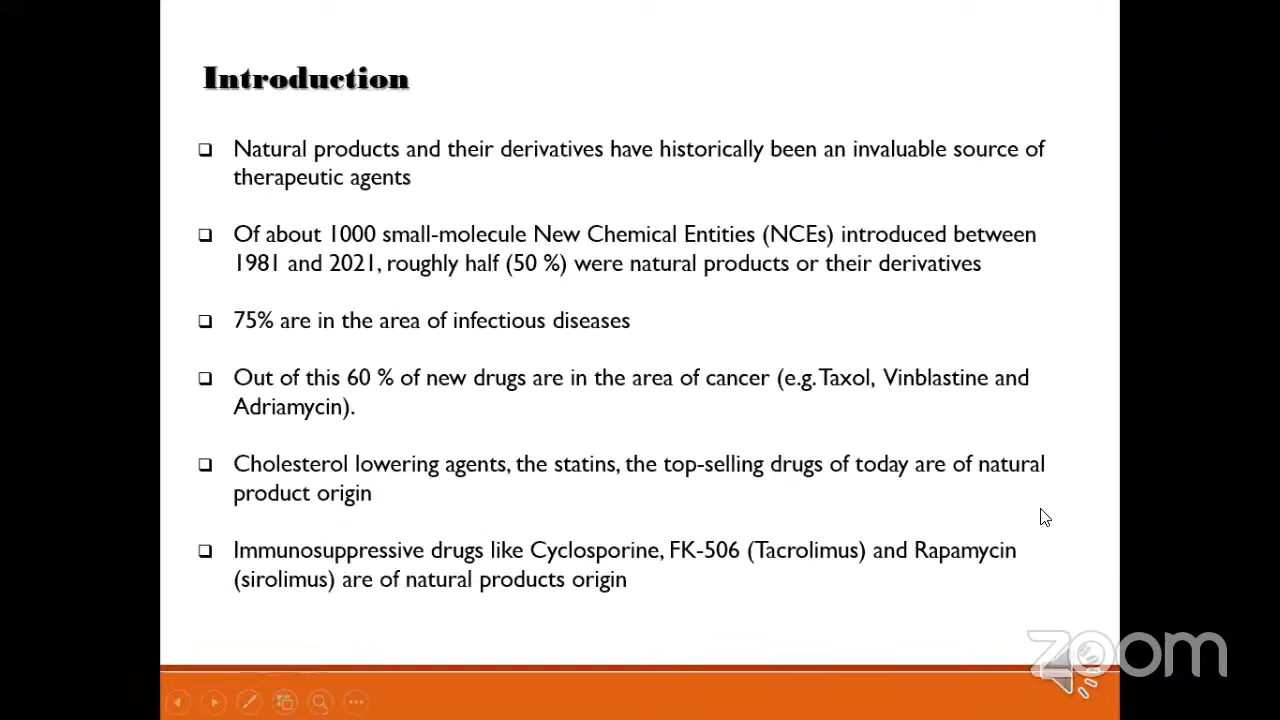 Introduction
Natural products and their derivatives have historically been an invaluable source of
therapeutic agents
Of about 1000 small-molecule New Chemical Entities (NCEs) introduced between
1981 and 2021, roughly half (50 %) were natural products or their derivatives
75% are in the area of infectious diseases
Out of this 60 % of new drugs are in the area of cancer (e.g. Taxol, Vinblastine and
Adriamycin).
Cholesterol lowering agents, the statins, the top-selling drugs of today are of natural
product origin
Immunosuppressive drugs like Cyclosporine, FK-506 (Tacrolimus) and Rapamycin
(sirolimus) are of natural products origin
zoom